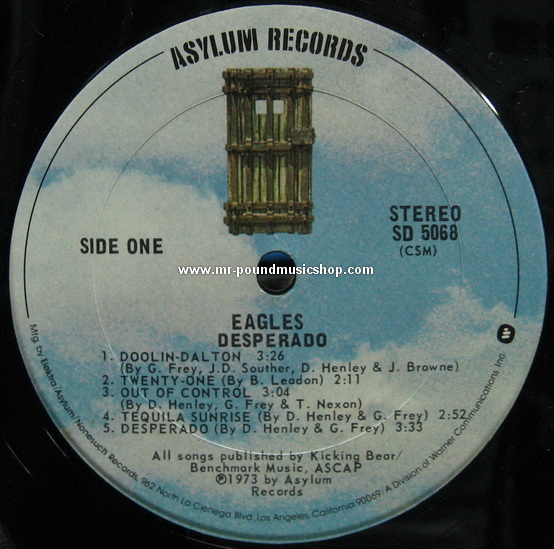 ASYLUM RECORDS
STEREO
SD 5068
(CSM)
SIDE ONE
www.mr-poundmusicshop.com
EAGLES
DESPERADO
1. DOOLIN-DALTON 3:26
(By G. Frey, J.D. Souther, D. Henley & J. Browne)
2. TWENTY-ONE (By B. Leadon) 2:11
3. OUT OF CONTROL 3:04
(By D. Henley, G. Frey & T. Nexon)
4. TEQUILA SUNRISE (By D. Henley & G. Frey) 2:52
5. DESPERADO (By D. Henley & G. Frey) 3:33
All songs published by Kicking Bear/
Benchmark Music, ASCAP
℗1973 by Asylum
Records
Mfg. by Elektra/Asylum/Nonesuch Records, 962 North La Cienega Blvd., Los Angeles, California 90069/A Division of Warner Communications Inc.